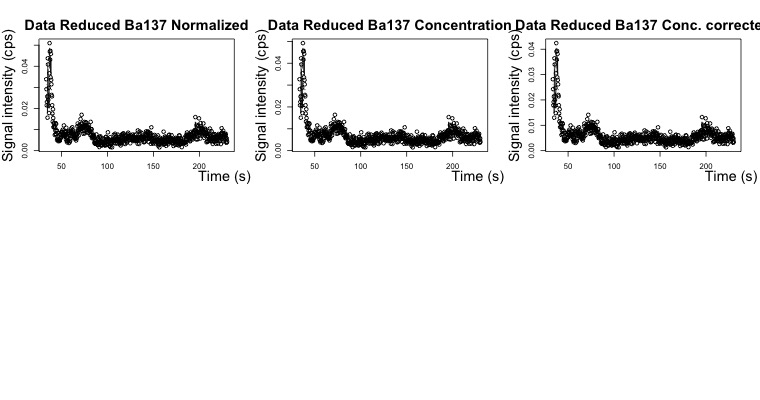 Data Reduced Ba137 Normalized
Signal intensity (cps)
0.00 0.02 0.04
50 100 150 200
Time (s)
Data Reduced Ba137 Concentration
Signal intensity (cps)
0.00 0.02 0.04
50 100 150 200
Time (s)
Data Reduced Ba137 Conc. correcte
Signal intensity (cps)
0.00 0.01 0.02 0.03 0.04
50 100 150 200
Time (s)